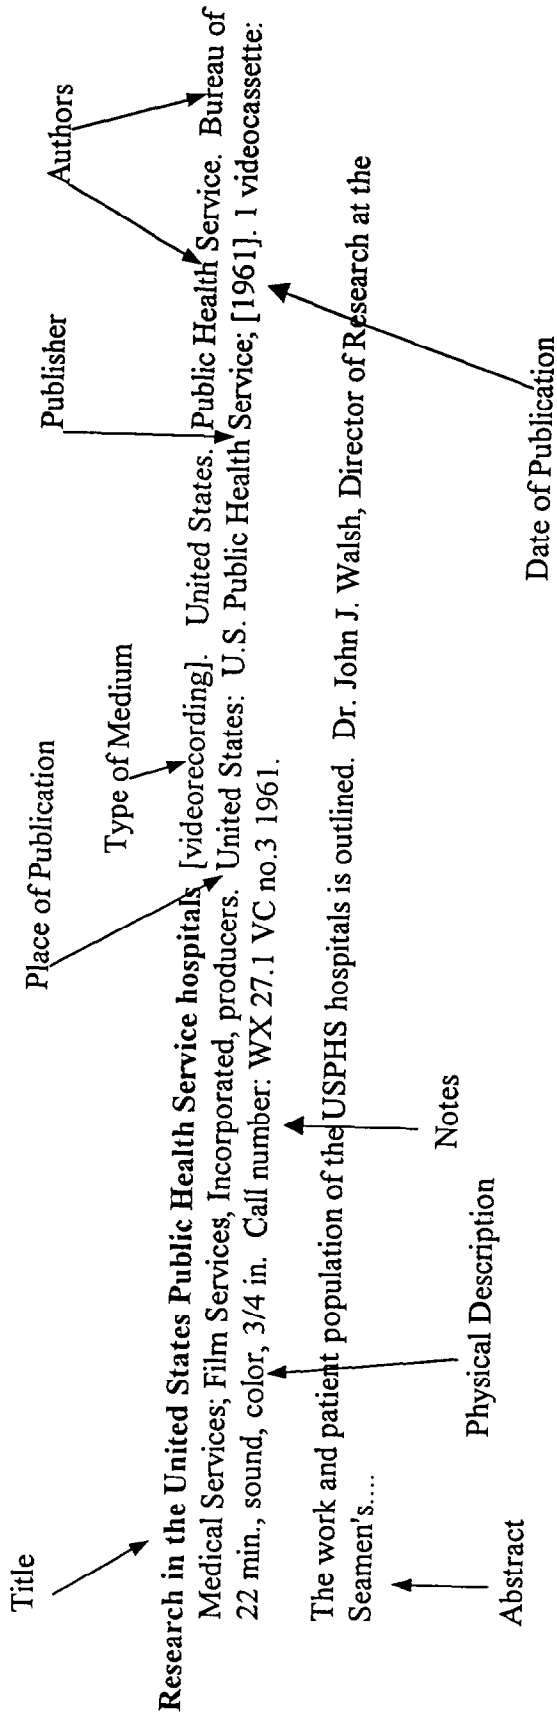 Title
Place of Publication
Type of Medium
Publisher
Authors
Research in the United States Public Health Service hospitals [videorecording]. United States. Public Health Service. Bureau of
Medical Services; Film Services, Incorporated, producers. United States: U.S. Public Health Service; [1961]. 1 videocassette:
22 min., sound, color, 3/4 in. Call number: WX 27.1 VC no.3 1961.
The work and patient population of the USPHS hospitals is outlined. Dr. John J. Walsh, Director of Research at the
Seamen's....
Abstract
Physical Description
Notes
Date of Publication